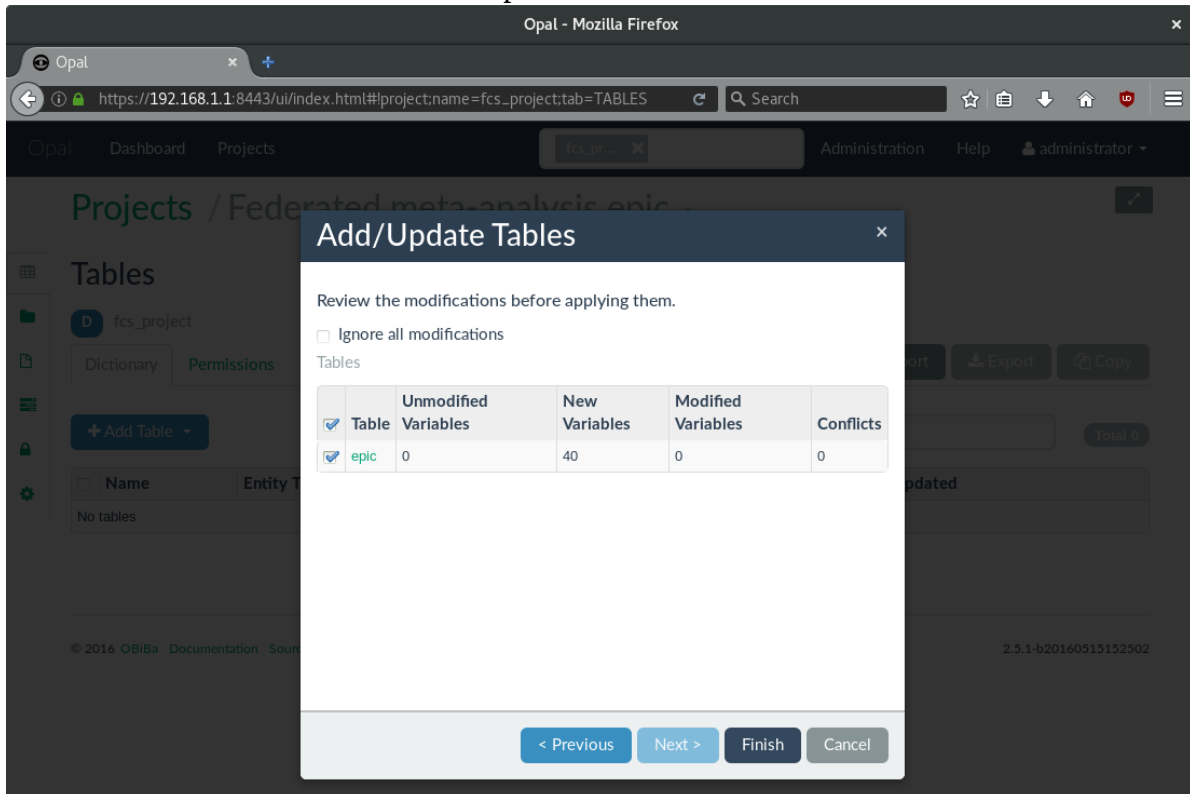 Opal - Mozilla Firefox
Opal
https://192.168.1.1:8443/ui/index.html#!project;name=fcs_project;tab=TABLES
Search
Opal Dashboard Projects fcs_pr... Administration Help administrator
Projects / Federated meta-analysis epic
Add/Update Tables
Tables
Review the modifications before applying them.
fcs_project
Ignore all modifications
Tables
Dictionary Permissions Export Copy
Unmodified Variables New Variables Modified Variables
Table Conflicts
+ Add Table Total 0
epic 0 40 0 0
Name
No tables
© 2016 OBiBa Documentation 2.5.1-b20160515152502
< Previous Next > Finish Cancel